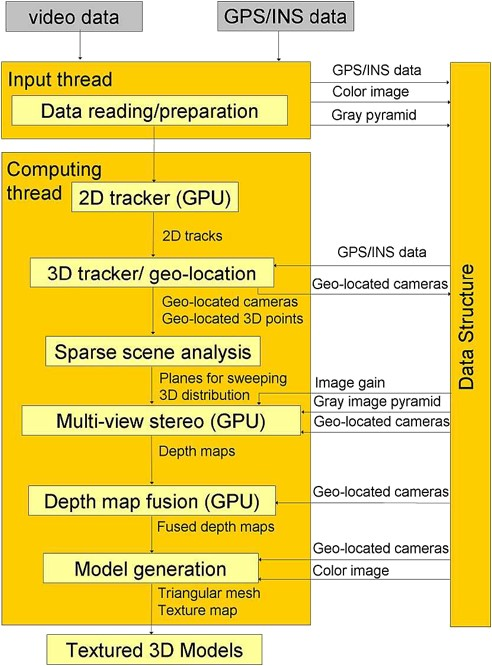 video data
GPS/INS data
Input thread
Data reading/preparation
GPS/INS data
Color image
Gray pyramid
Computing
thread
2D tracker (GPU)
2D tracks
3D tracker/ geo-location
GPS/INS data
Geo-located cameras
Geo-located cameras
Geo-located 3D points
Sparse scene analysis
Planes for sweeping
3D distribution
Image gain
Gray image pyramid
Geo-located cameras
Multi-view stereo (GPU)
Depth maps
Depth map fusion (GPU)
Geo-located cameras
Fused depth maps
Model generation
Geo-located cameras
Color image
Triangular mesh
Texture map
Textured 3D Models
Data Structure